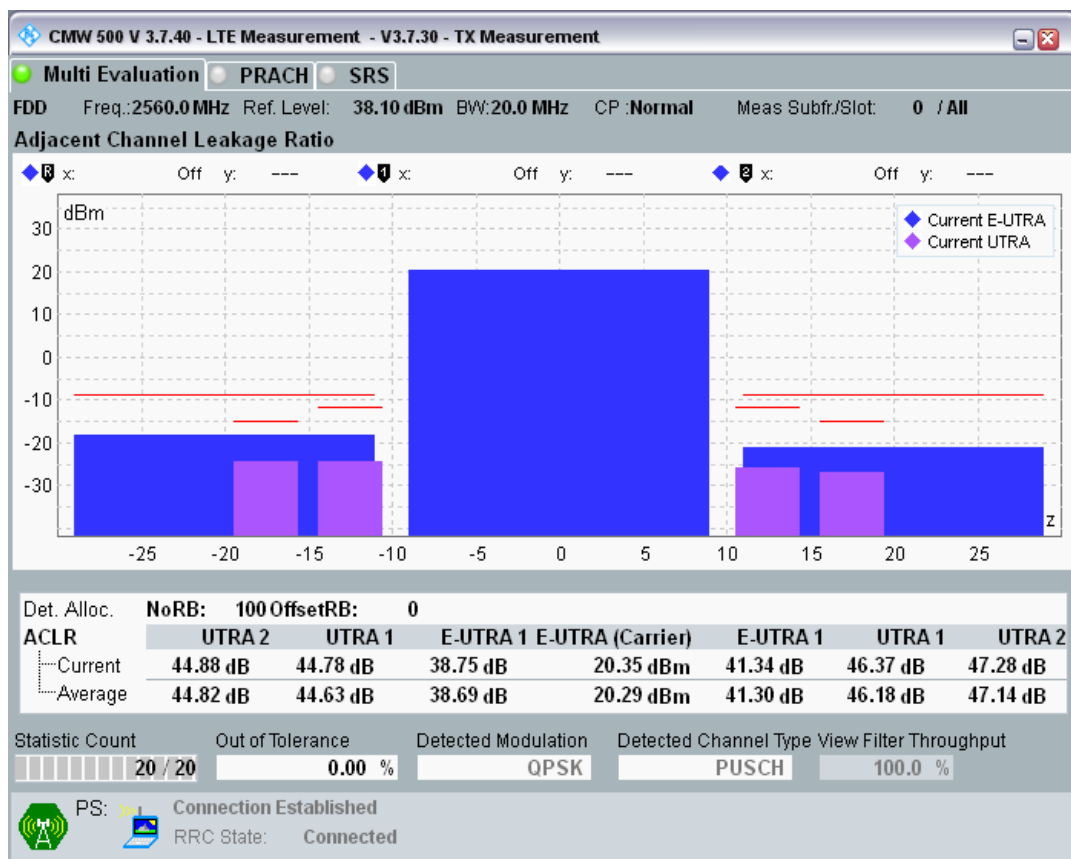 CMW 500 V 3.7.40 - LTE Measurement - V3.7.30 - TX Measurement
Multi Evaluation PRACH SRS
FDD Freq.:2560.0 MHz Ref. Level: 38.10 dBm BW:20.0 MHz CP :Normal Meas Subfr./Slot: 0 / All
Adjacent Channel Leakage Ratio
R x: Off y: --- 1 x: Off y: --- 2 x: Off y: ---
dBm
Current E-UTRA
Current UTRA
30
20
10
0
-10
-20
-30
z
-25 -20 -15 -10 -5 0 5 10 15 20 25
Det. Alloc. NoRB: 100 OffsetRB: 0
ACLR UTRA 2 UTRA 1 E-UTRA 1 E-UTRA (Carrier) E-UTRA 1 UTRA 1 UTRA 2
Current 44.88 dB 44.78 dB 38.75 dB 20.35 dBm 41.34 dB 46.37 dB 47.28 dB
Average 44.82 dB 44.63 dB 38.69 dB 20.29 dBm 41.30 dB 46.18 dB 47.14 dB
Statistic Count Out of Tolerance Detected Modulation Detected Channel Type View Filter Throughput
20 / 20 0.00 % QPSK PUSCH 100.0 %
PS: Connection Established
RRC State: Connected